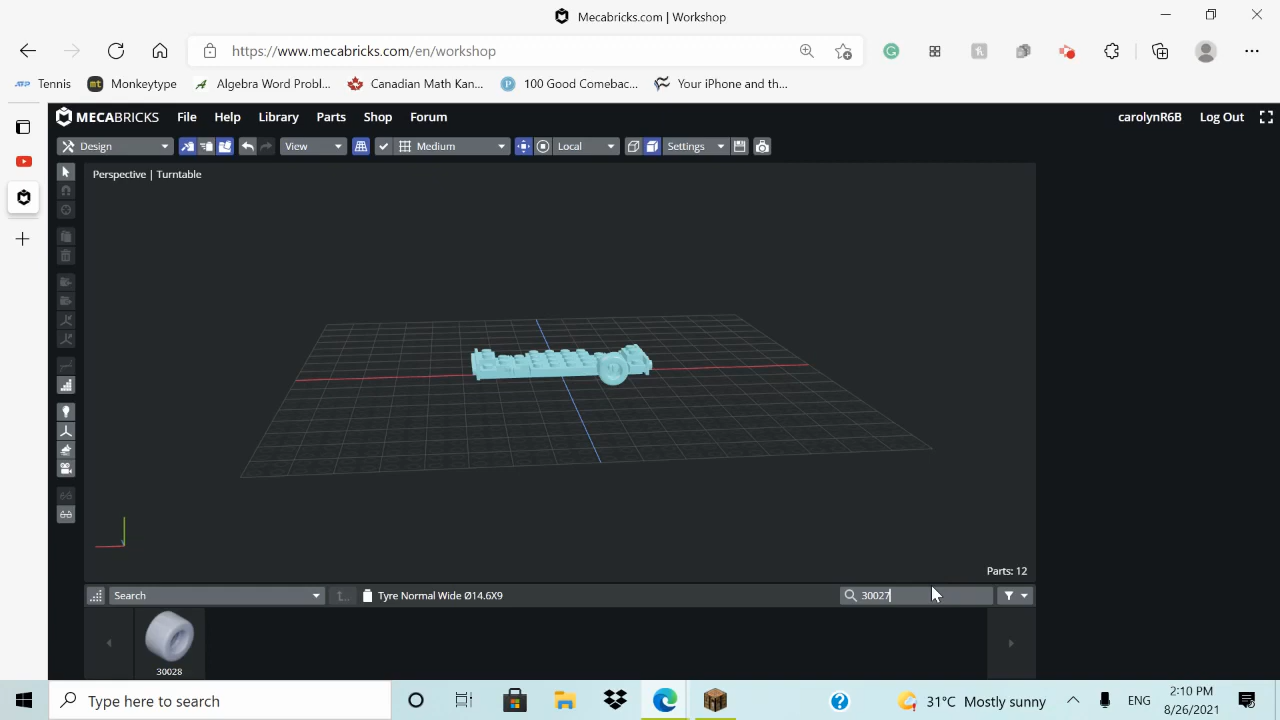 Mecabricks.com | Workshop
https://www.mecabricks.com/en/workshop
ATP Tennis
mt Monkeytype
Algebra Word Probl...
Canadian Math Kan...
P 100 Good Comebac...
Your iPhone and th...
MECABRICKS File Help Library Parts Shop Forum carolynR6B Log Out
Design View Medium Local Settings
Perspective | Turntable
Parts: 12
Search Tyre Normal Wide Ø14.6X9 30027
30028
Type here to search
31°C Mostly sunny ENG 2:10 PM
8/26/2021